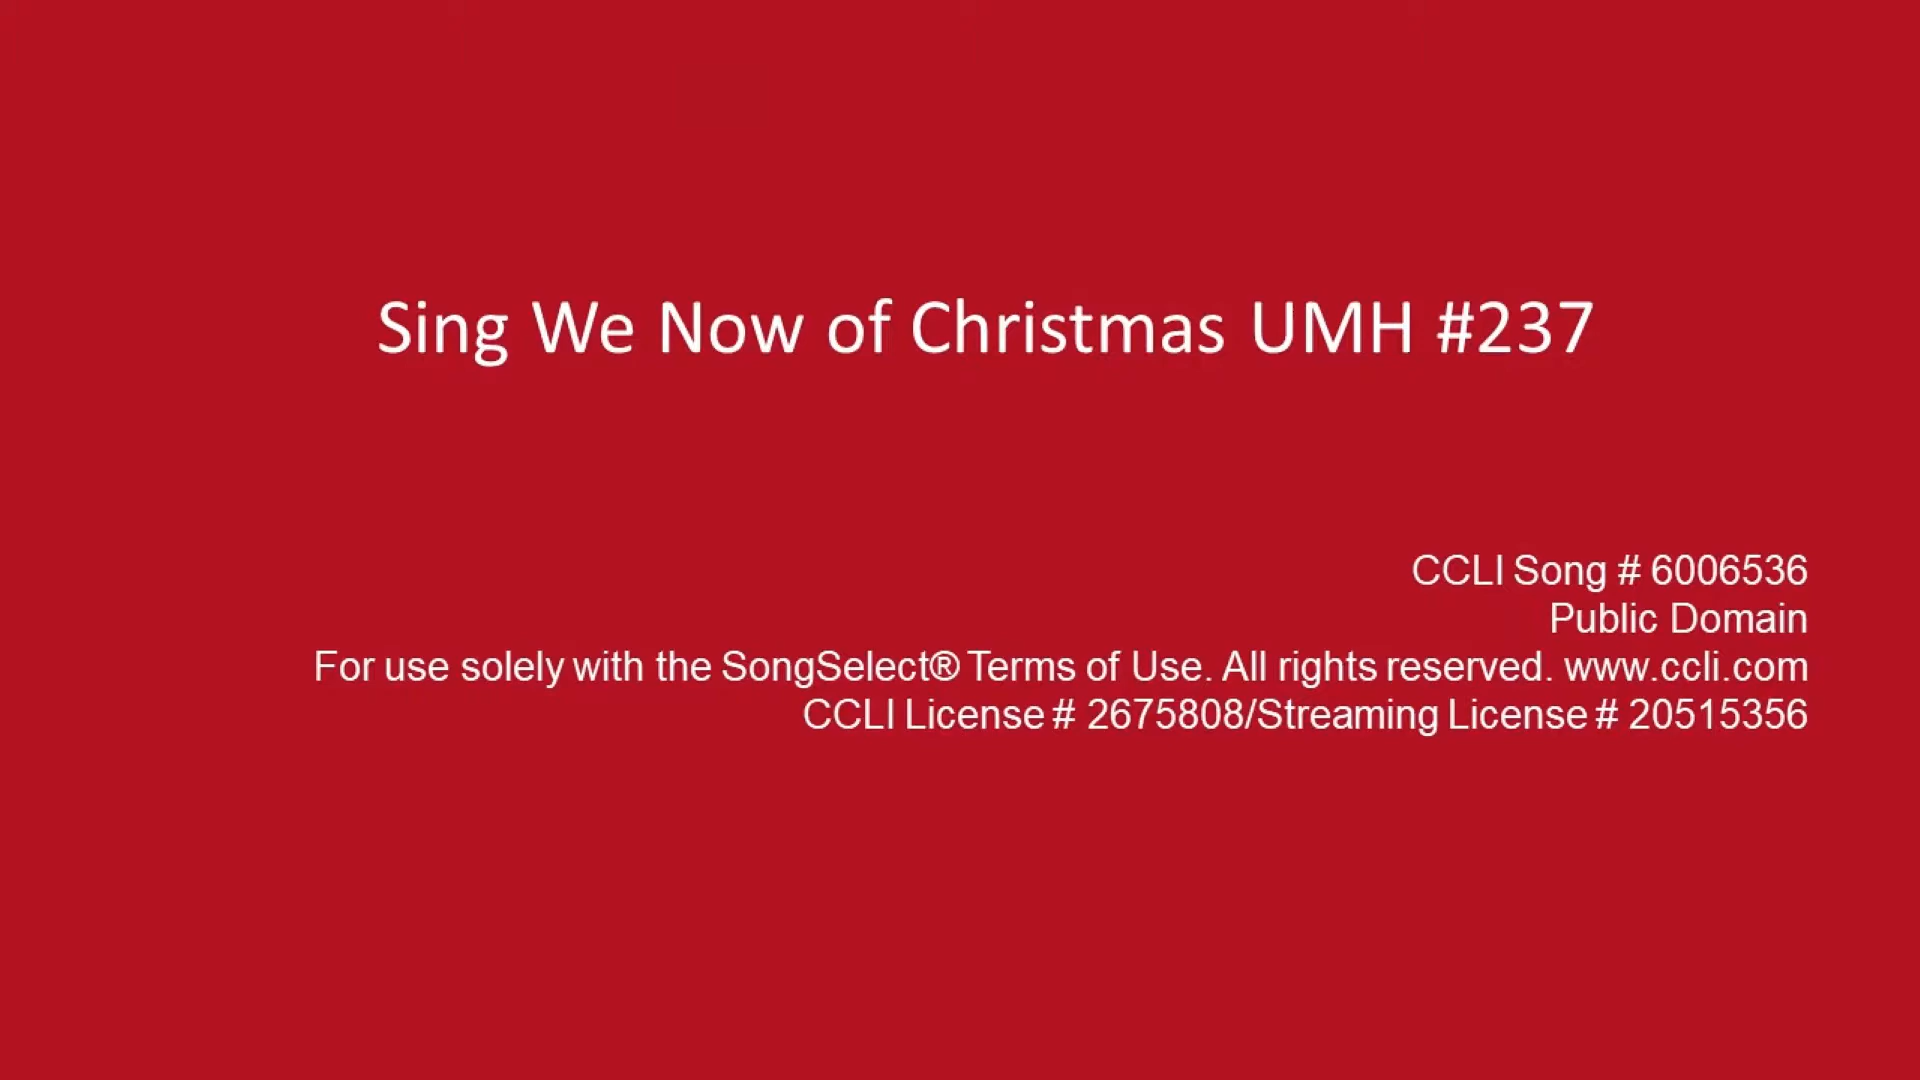 Sing We Now of Christmas UMH #237
CCLI Song # 6006536
Public Domain
For use solely with the SongSelect® Terms of Use. All rights reserved. www.ccli.com
CCLI License # 2675808/Streaming License # 20515356